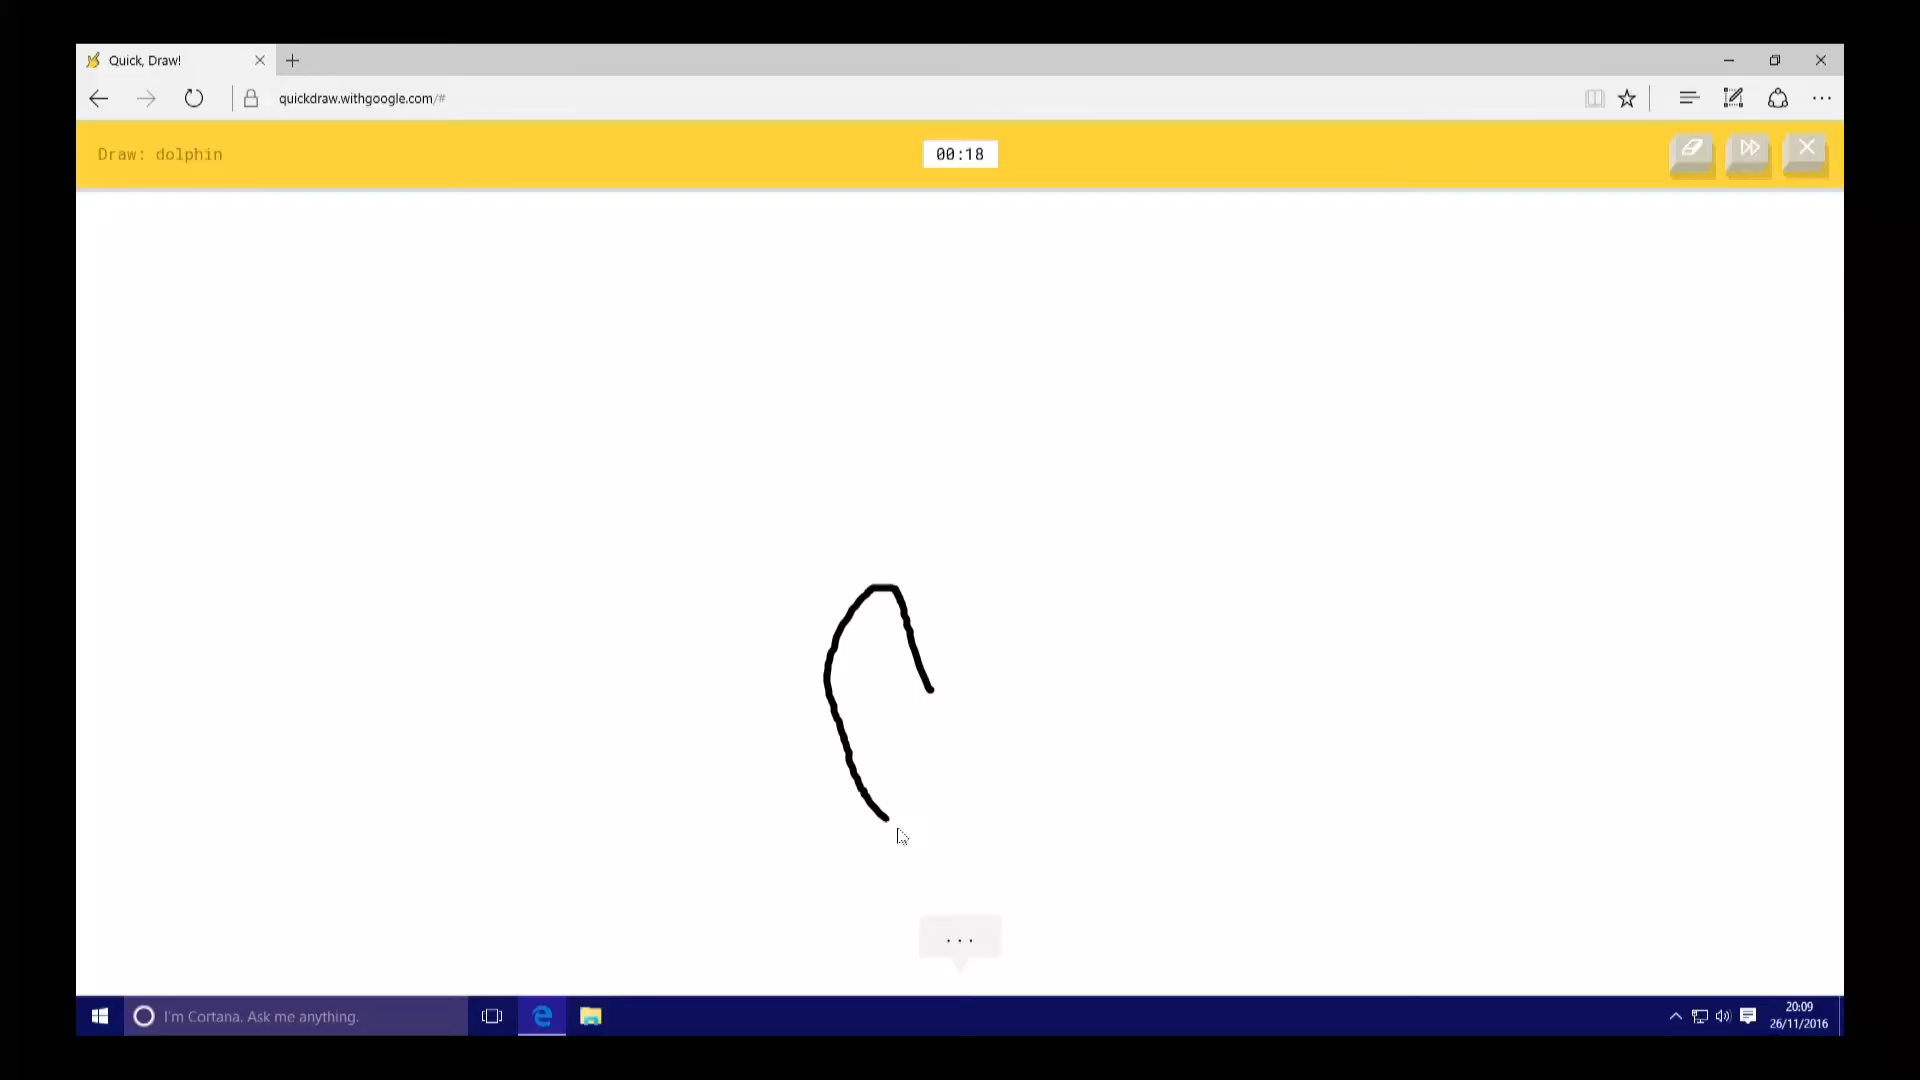 Quick, Draw!
quickdraw.withgoogle.com/#
Draw: dolphin
00:18
...
I'm Cortana. Ask me anything.
20:09
26/11/2016